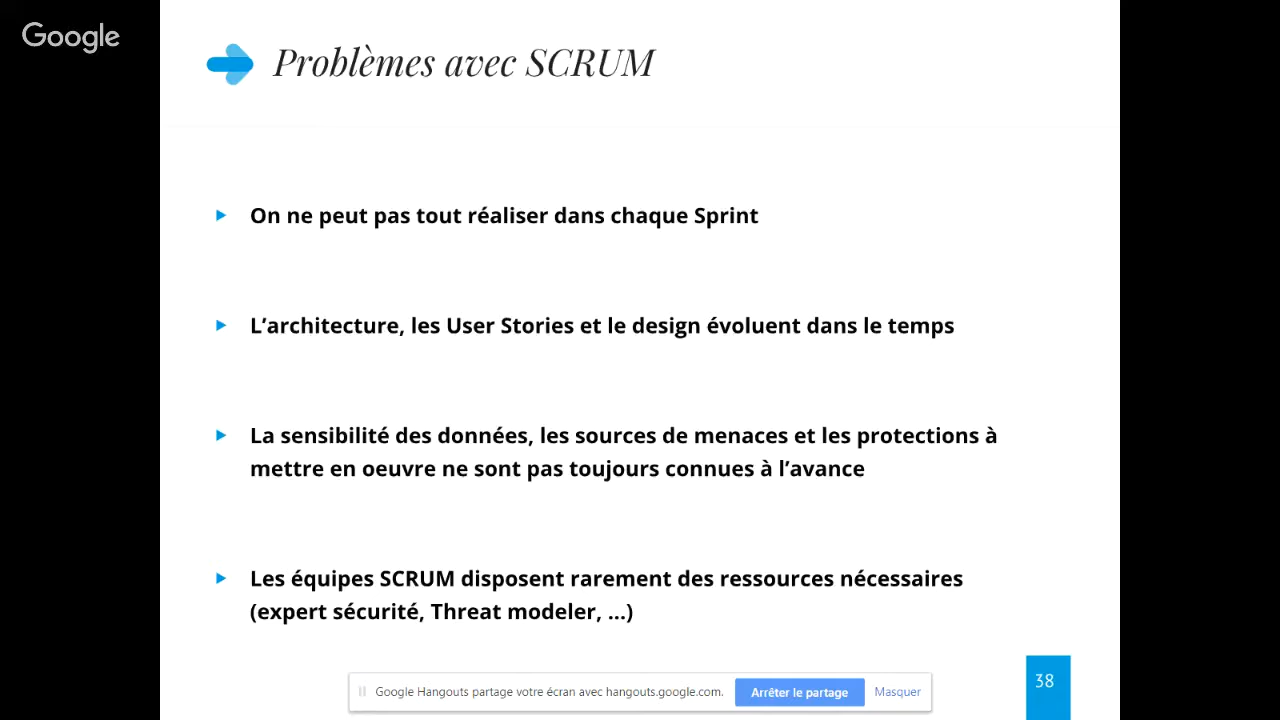 Google
Problèmes avec SCRUM
On ne peut pas tout réaliser dans chaque Sprint
L’architecture, les User Stories et le design évoluent dans le temps
La sensibilité des données, les sources de menaces et les protections à
mettre en oeuvre ne sont pas toujours connues à l’avance
Les équipes SCRUM disposent rarement des ressources nécessaires
(expert sécurité, Threat modeler, ...)
38
Google Hangouts partage votre écran avec hangouts.google.com. Arrêter le partage Masquer